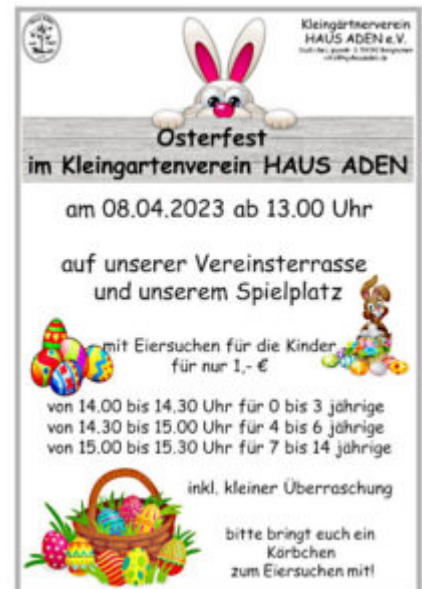 Kleingärtnerverein
HAUS ADEN e.V.
Osterfest
im Kleingartenverein HAUS ADEN
am 08.04.2023 ab 13.00 Uhr
auf unserer Vereinsterrasse
und unserem Spielplatz
mit Eiersuchen für die Kinder
für nur 1,- €
von 14.00 bis 14.30 Uhr für 0 bis 3 jährige
von 14.30 bis 15.00 Uhr für 4 bis 6 jährige
von 15.00 bis 15.30 Uhr für 7 bis 14 jährige
inkl. kleiner Überraschung
bitte bringt euch ein
Körbchen
zum Eiersuchen mit!